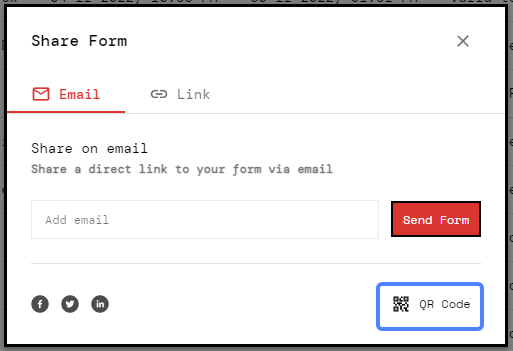 Share Form
Email
Link
Share on email
Share a direct link to your form via email
Add email
Send Form
QR Code